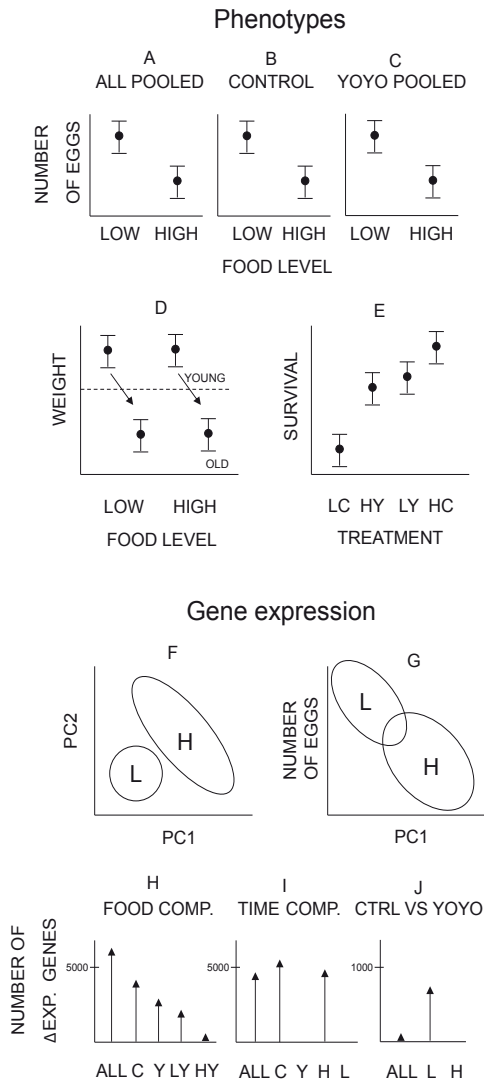 Phenotypes
A B C
ALL POOLED CONTROL YOYO POOLED
NUMBER
OF EGGS
LOW HIGH LOW HIGH LOW HIGH
FOOD LEVEL
D
WEIGHT
YOUNG
OLD
LOW HIGH
FOOD LEVEL
E
SURVIVAL
LC HY LY HC
TREATMENT
Gene expression
F
PC2
L
H
PC1
G
NUMBER
OF EGGS
L
H
PC1
H I J
FOOD COMP. TIME COMP. CTRL VS YOYO
NUMBER OF
ΔEXP. GENES
5000 5000 1000
ALL C Y LY HY ALL C Y H L ALL L H